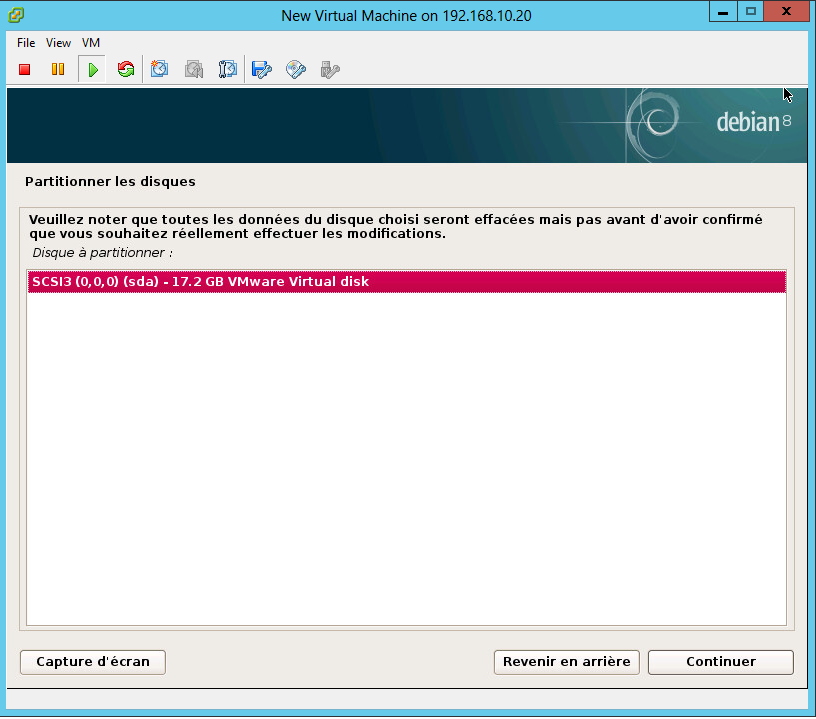 New Virtual Machine on 192.168.10.20
File View VM
debian 8
Partitionner les disques
Veuillez noter que toutes les données du disque choisi seront effacées mais pas avant d'avoir confirmé
que vous souhaitez réellement effectuer les modifications.
Disque à partitionner :
SCSI3 (0,0,0) (sda) - 17.2 GB VMware Virtual disk
Capture d'écran Revenir en arrière Continuer